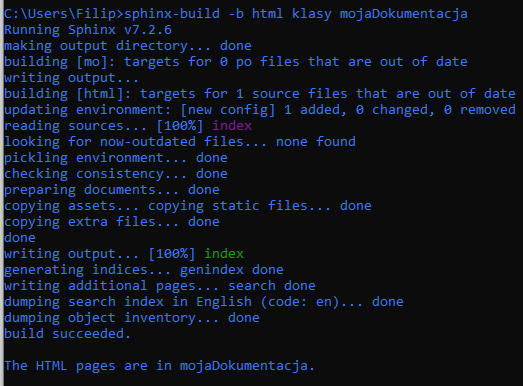 C:\Users\Filip>sphinx-build -b html klasy mojaDokumentacja
Running Sphinx v7.2.6
making output directory... done
building [mo]: targets for 0 po files that are out of date
writing output...
building [html]: targets for 1 source files that are out of date
updating environment: [new config] 1 added, 0 changed, 0 removed
reading sources... [100%] index
looking for now-outdated files... none found
pickling environment... done
checking consistency... done
preparing documents... done
copying assets... copying static files... done
copying extra files... done
done
writing output... [100%] index
generating indices... genindex done
writing additional pages... search done
dumping search index in English (code: en)... done
dumping object inventory... done
build succeeded.

The HTML pages are in mojaDokumentacja.